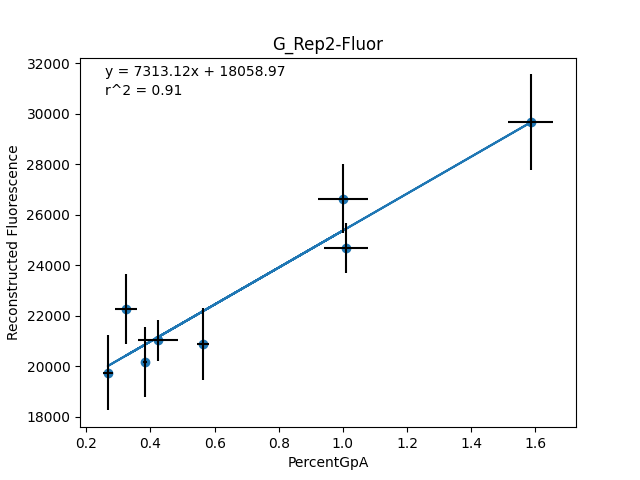 G_Rep2-Fluor
y = 7313.12x + 18058.97
r^2 = 0.91
32000
30000
28000
26000
24000
22000
20000
18000
Reconstructed Fluorescence
0.2 0.4 0.6 0.8 1.0 1.2 1.4 1.6
PercentGpA